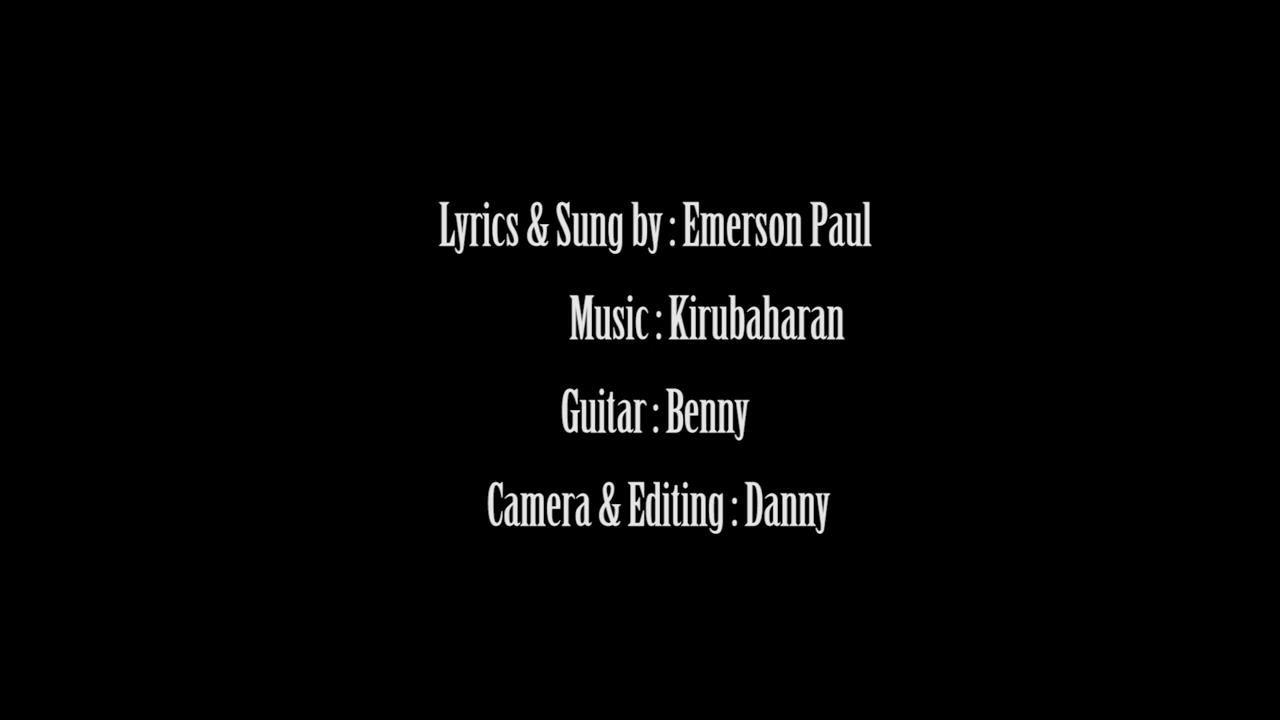 Lyrics & Sung by : Emerson Paul
Music : Kirubaharan
Guitar : Benny
Camera & Editing : Danny